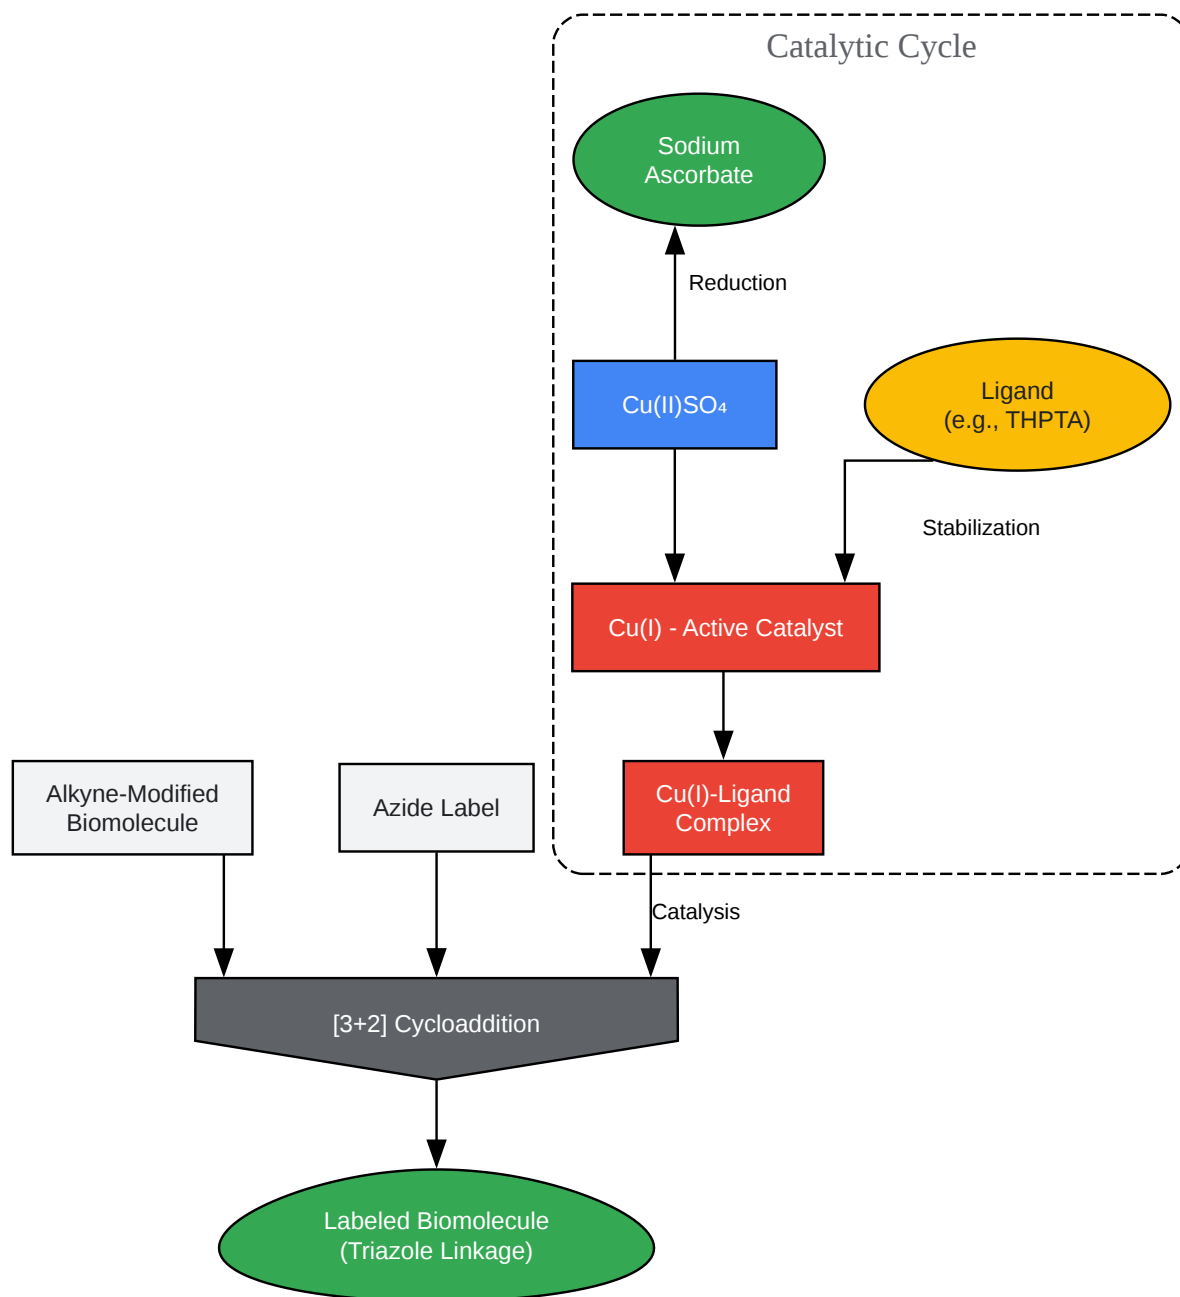 Catalytic Cycle
Sodium
Ascorbate
Reduction
Cu(II)SO₄
Ligand
(e.g., THPTA)
Stabilization
Cu(I) - Active Catalyst
Alkyne-Modified
Biomolecule
Azide Label
Cu(I)-Ligand
Complex
Catalysis
[3+2] Cycloaddition
Labeled Biomolecule
(Triazole Linkage)